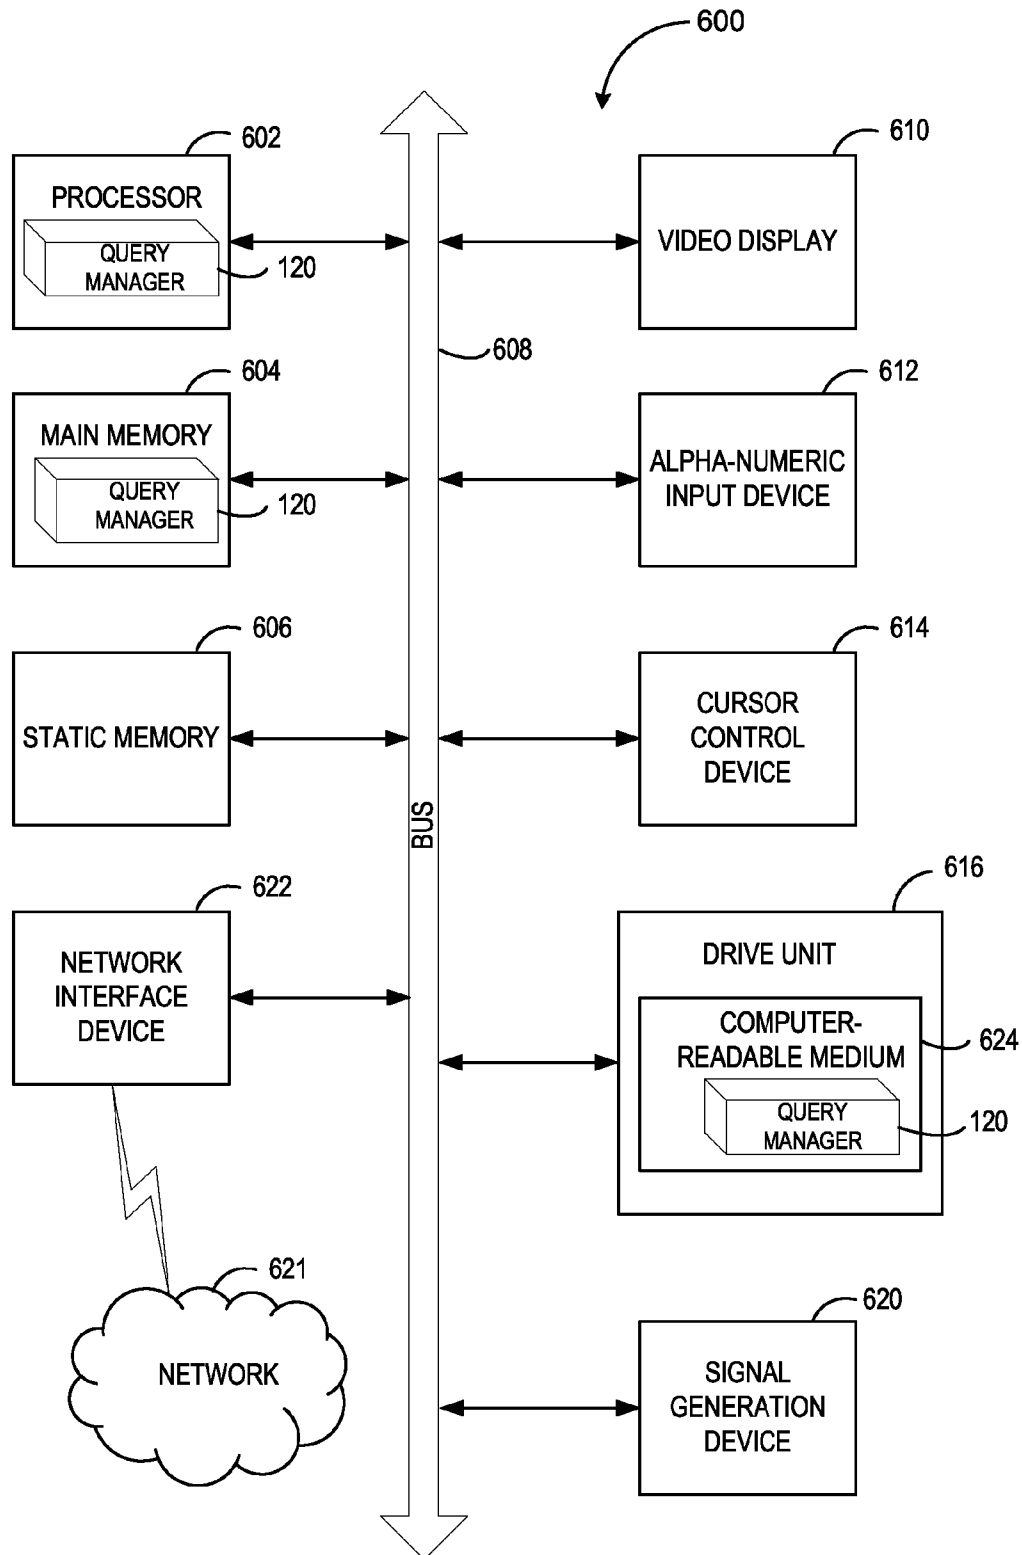 600
602
PROCESSOR
QUERY
MANAGER
120
610
VIDEO DISPLAY
608
604
MAIN MEMORY
QUERY
MANAGER
120
612
ALPHA-NUMERIC
INPUT DEVICE
606
STATIC MEMORY
614
CURSOR
CONTROL
DEVICE
BUS
622
NETWORK
INTERFACE
DEVICE
616
DRIVE UNIT
COMPUTER-
READABLE MEDIUM
624
QUERY
MANAGER
120
621
NETWORK
620
SIGNAL
GENERATION
DEVICE